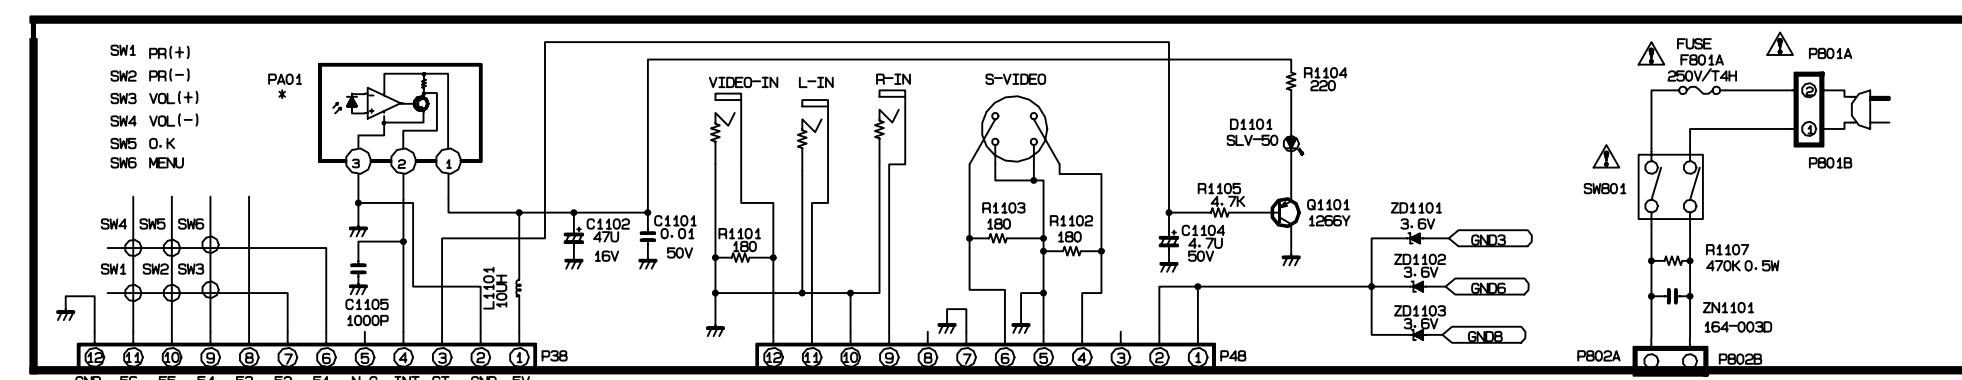 SW1 PR(+)
SW2 PR(-)
SW3 VOL(+)
SW4 VOL(-)
SW5 O.K
SW6 MENU
PA01
*
3 2 1
SW4 SW5 SW6
SW1 SW2 SW3
C1105
1000P
L1101
10UH
C1102
47U
16V
C1101
0.01
50V
12 11 10 9 8 7 6 5 4 3 2 1 P38
VIDEO-IN L-IN R-IN S-VIDEO
R1101
180
R1103
180
R1102
180
12 11 10 9 8 7 6 5 4 3 2 1 P48
R1104
220
D1101
SLV-50
R1105
4.7K
Q1101
1266Y
C1104
4.7U
50V
ZD1101
3.6V
GND3
ZD1102
3.6V
GND6
ZD1103
3.6V
GND8
FUSE
F801A
250V/T4H
P801A
2
1
P801B
SW801
R1107
470K 0.5W
ZN1101
164-003D
P802A P802B